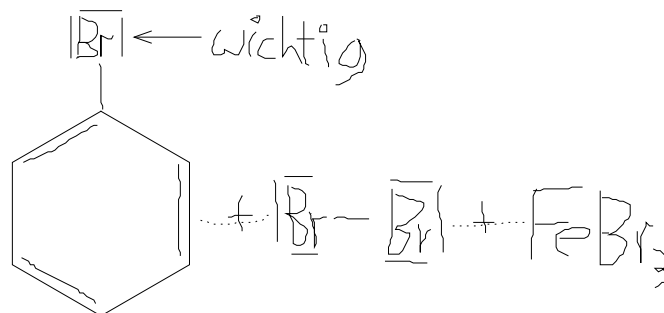 |Br| ← wichtig
+ |Br — Br| + FeBr3